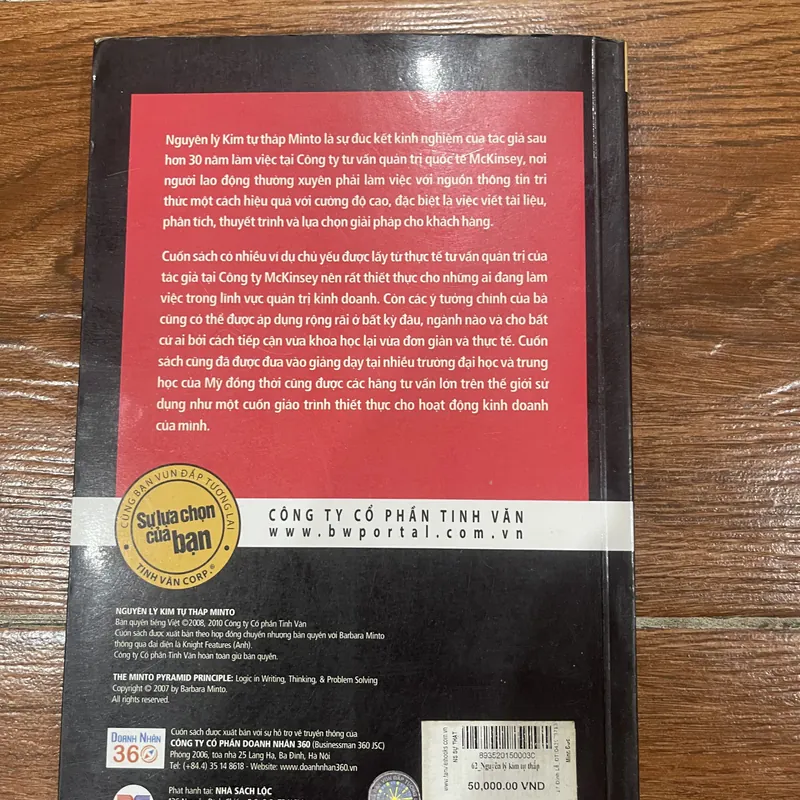 Nguyên lý Kim tự tháp Minto là sự đúc kết kinh nghiệm của tác giả sau
hơn 30 năm làm việc tại Công ty tư vấn quản trị quốc tế McKinsey, nơi
người lao động thường xuyên phải làm việc với nguồn thông tin tri
thức một cách hiệu quả với cường độ cao, đặc biệt là việc viết tài liệu,
phân tích, thuyết trình và lựa chọn giải pháp cho khách hàng.
Cuốn sách có nhiều ví dụ chủ yếu được lấy từ thực tế tư vấn quản trị của
tác giả tại Công ty McKinsey nên rất thiết thực cho những ai đang làm
việc trong lĩnh vực quản trị kinh doanh. Còn các ý tưởng chính của bà
cũng có thể được áp dụng rộng rãi ở bất kỳ đâu, ngành nào và cho bất
cứ ai bởi cách tiếp cận vừa khoa học lại vừa đơn giản và thực tế. Cuốn
sách cũng đã được đưa vào giảng dạy tại nhiều trường đại học và trung
học của Mỹ đồng thời cũng được các hãng tư vấn lớn trên thế giới sử
dụng như một cuốn giáo trình thiết thực cho hoạt động kinh doanh
của mình.
CÙNG BẠN VUN ĐẮP TƯƠNG LAI
Sự lựa chọn
của bạn
TINH VĂN CORP.®
CÔNG TY CỔ PHẦN TINH VĂN
www.bwportal.com.vn
NGUYÊN LÝ KIM TỰ THÁP MINTO
Bản quyền tiếng Việt ©2008, 2010 Công ty Cổ phần Tinh Văn
Cuốn sách được xuất bản theo hợp đồng chuyển nhượng bản quyền với Barbara Minto
thông qua đại diện là Knight Features (Anh).
Công ty Cổ phần Tinh Văn hoàn toàn giữ bản quyền.
THE MINTO PYRAMID PRINCIPLE: Logic in Writing, Thinking, & Problem Solving
Copyright © 2007 by Barbara Minto.
All rights reserved.
DOANH NHÂN
360
Cuốn sách được xuất bản với sự hỗ trợ về truyền thông của
CÔNG TY CỔ PHẦN DOANH NHÂN 360 (Businessman 360 JSC)
Phòng 2006, tòa nhà 25 Láng Hạ, Ba Đình, Hà Nội
Tel: (+84.4) 35 14 8618 - Website: www.doanhnhan360.vn
Phát hành tại: NHÀ SÁCH LỘC
NS SỰ THẬT
893520150003C
62_Nguyên lý kim tự tháp
50,000.00 VND